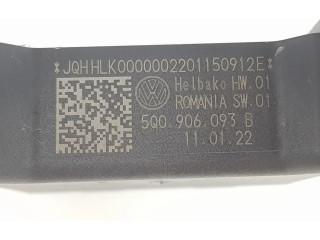 *JQHHLK0000002201150912E*
Helbako HW.01
ROMANIA SW.01
5Q0.906.093 B
11.01.22